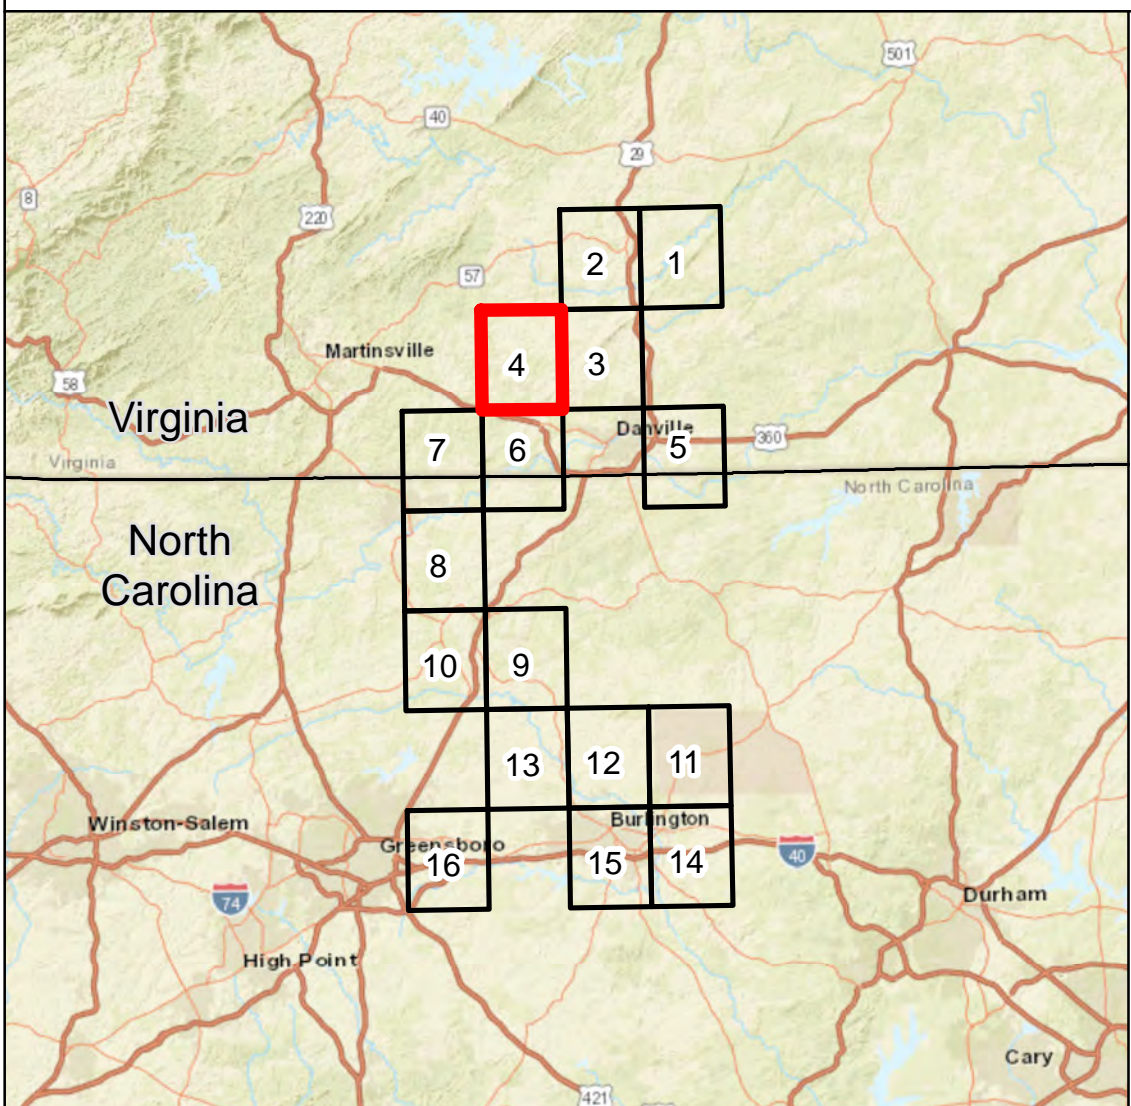 501
40
29
8
220
2
1
57
Martinsville
4
3
58
Virginia
Danville
7
6
5
360
Virginia
North Carolina
North
Carolina
8
10
9
13
12
11
Winston-Salem
Burlington
Greensboro
16
15
14
40
74
Durham
High Point
Cary
421